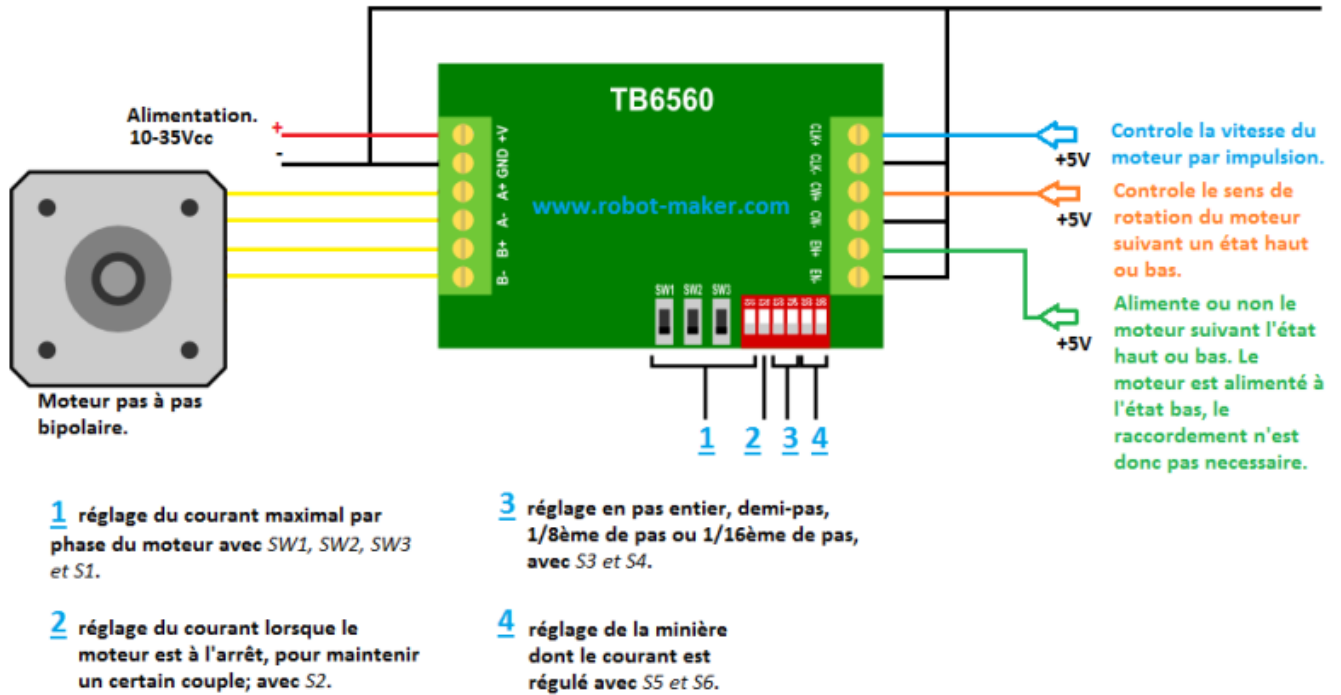 TB6560
Alimentation.
10-35Vcc
+
-
+V
GND
A+
A-
B+
B-
CLK+
CLK-
CW+
CW-
EN+
EN-
www.robot-maker.com
SW1 SW2 SW3
+5V
Controle la vitesse du
moteur par impulsion.
+5V
Controle le sens de
rotation du moteur
suivant un état haut
ou bas.
+5V
Alimente ou non le
moteur suivant l'état
haut ou bas. Le
moteur est alimenté à
l'état bas, le
raccordement n'est
donc pas necessaire.
Moteur pas à pas
bipolaire.
1 2 3 4
1 réglage du courant maximal par
phase du moteur avec SW1, SW2, SW3
et S1.
2 réglage du courant lorsque le
moteur est à l'arrêt, pour maintenir
un certain couple; avec S2.
3 réglage en pas entier, demi-pas,
1/8ème de pas ou 1/16ème de pas,
avec S3 et S4.
4 réglage de la minière
dont le courant est
régulé avec S5 et S6.